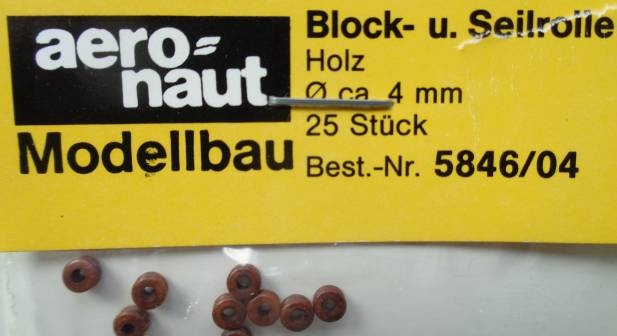 aero=
naut
Modellbau
Block- u. Seilrolle
Holz
Ø ca. 4 mm
25 Stück
Best.-Nr. 5846/04